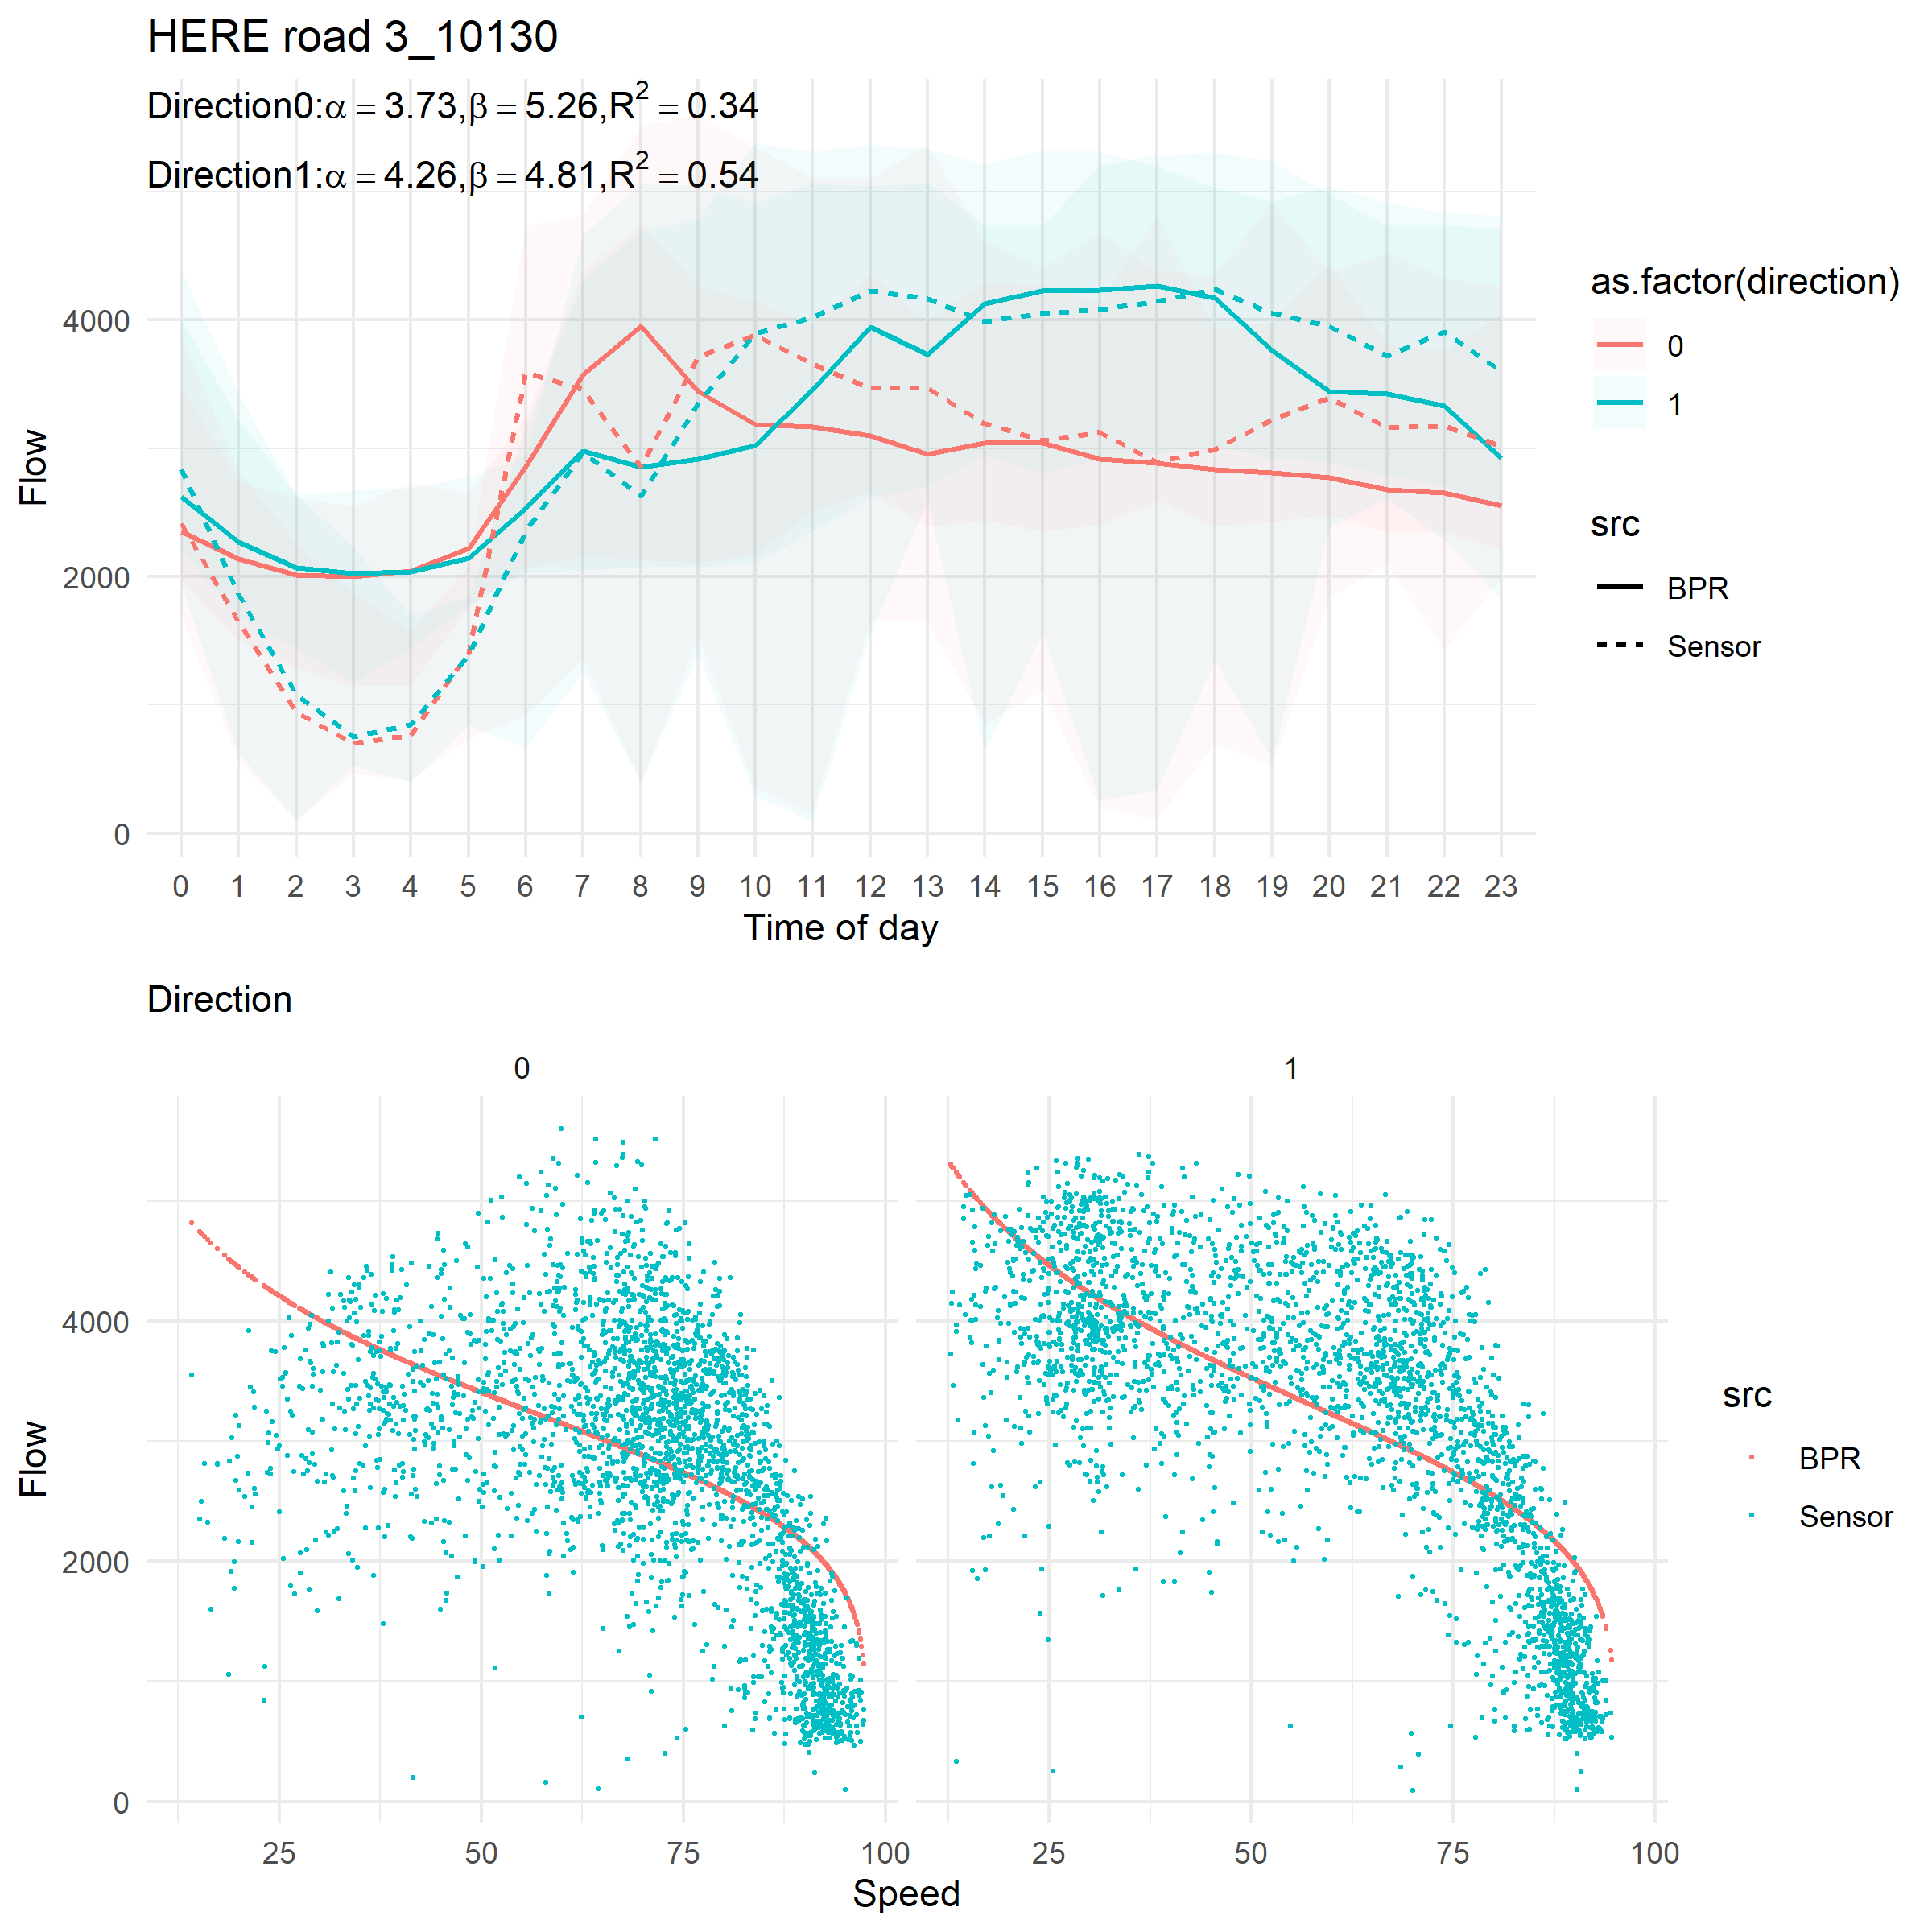 HERE road 3_10130
Direction0:α = 3.73,β = 5.26,R² = 0.34
Direction1:α = 4.26,β = 4.81,R² = 0.54
Flow
4000
2000
0
0 1 2 3 4 5 6 7 8 9 10 11 12 13 14 15 16 17 18 19 20 21 22 23
Time of day
as.factor(direction)
0
1
src
BPR
Sensor
Direction
0 1
Flow
4000
2000
0
25 50 75 100 25 50 75 100
Speed
src
BPR
Sensor